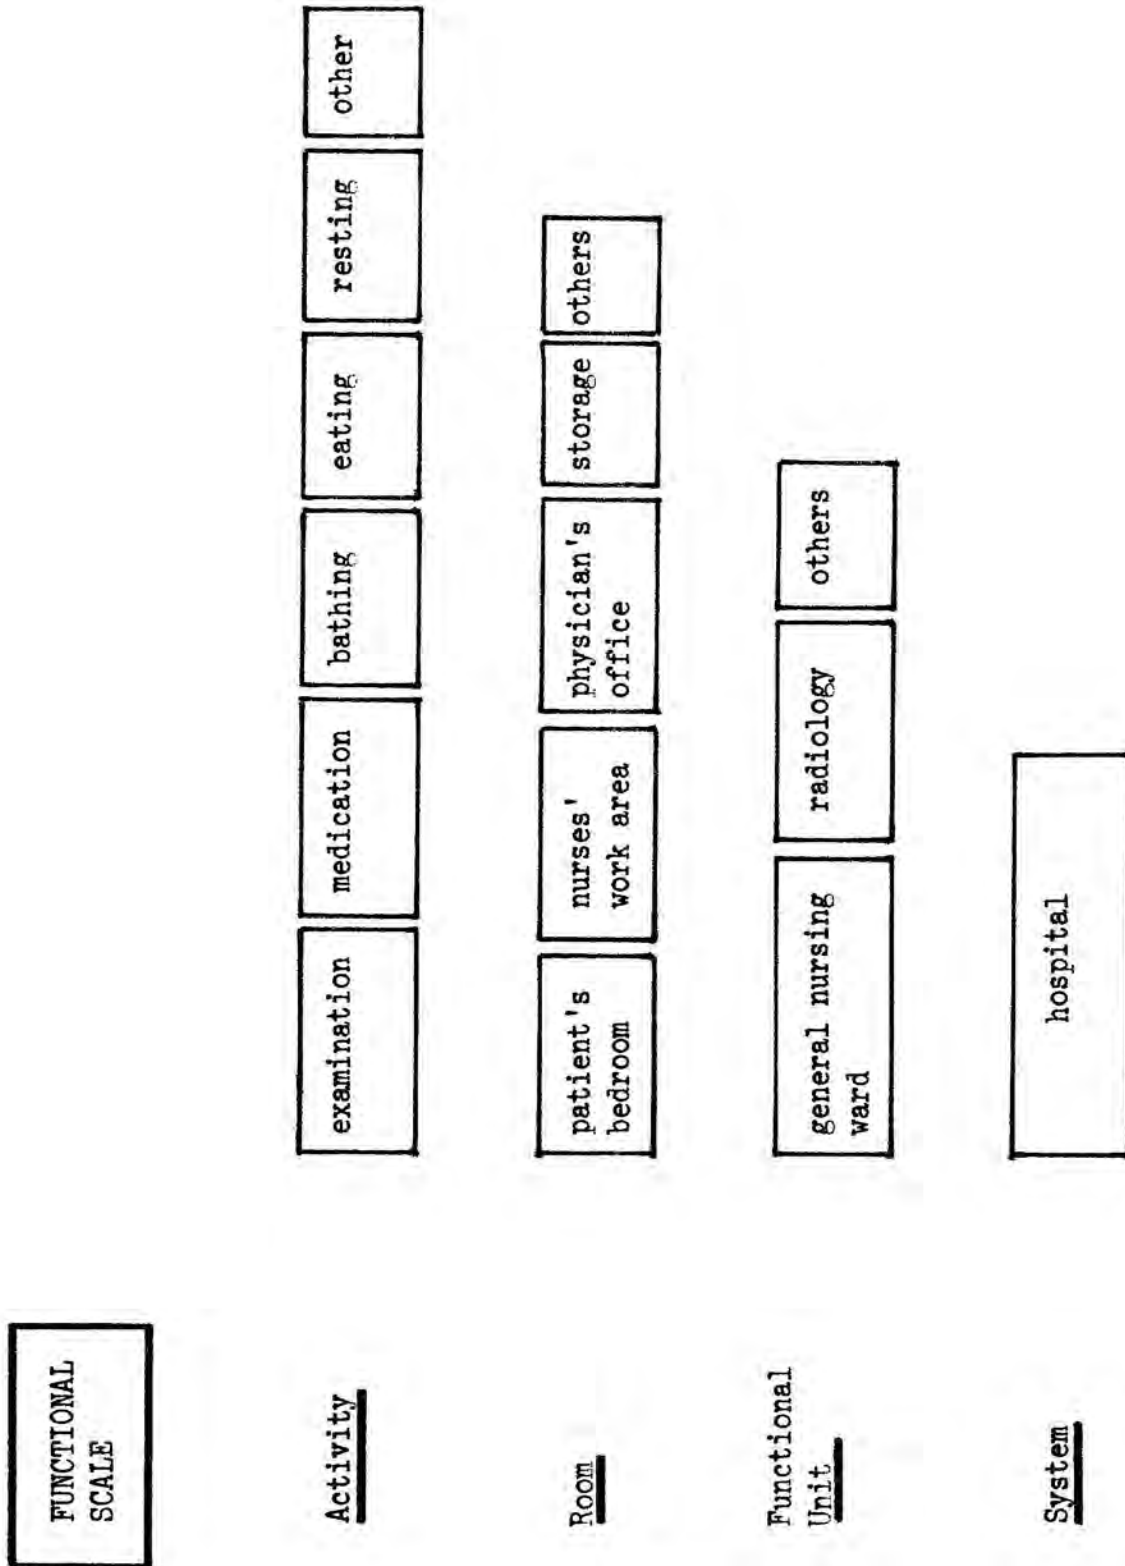 FUNCTIONAL
SCALE
Activity
examination
medication
bathing
eating
resting
other
Room
patient's
bedroom
nurses'
work area
physician's
office
storage
others
Functional
Unit
general nursing
ward
radiology
others
System
hospital